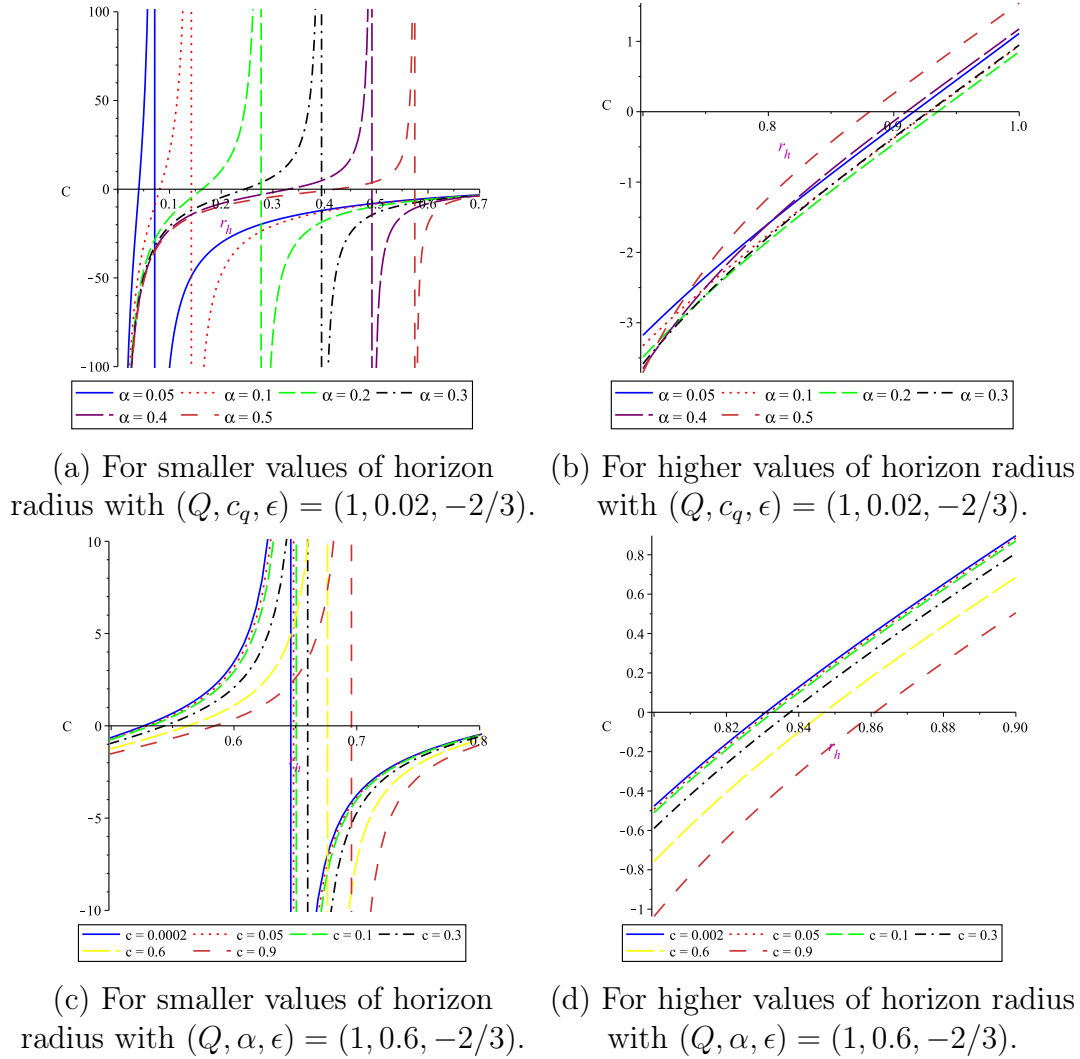 100
50
0
-50
-100
C
0.1
0.2
0.3
0.4
0.5
0.6
0.7
r_h
α = 0.05 α = 0.1 α = 0.2 α = 0.3
α = 0.4 α = 0.5
(a) For smaller values of horizon
radius with (Q, c_q, ϵ) = (1, 0.02, −2/3).
1
0
-1
-2
-3
C
0.8
0.9
1.0
r_h
α = 0.05 α = 0.1 α = 0.2 α = 0.3
α = 0.4 α = 0.5
(b) For higher values of horizon radius
with (Q, c_q, ϵ) = (1, 0.02, −2/3).
10
5
0
-5
-10
C
0.6
0.7
0.8
r_h
c = 0.0002 c = 0.05 c = 0.1 c = 0.3
c = 0.6 c = 0.9
(c) For smaller values of horizon
radius with (Q, α, ϵ) = (1, 0.6, −2/3).
0.8
0.6
0.4
0.2
0
-0.2
-0.4
-0.6
-0.8
-1
C
0.82
0.84
0.86
0.88
0.90
r_h
c = 0.002 c = 0.05 c = 0.1 c = 0.3
c = 0.6 c = 0.9
(d) For higher values of horizon radius
with (Q, α, ϵ) = (1, 0.6, −2/3).